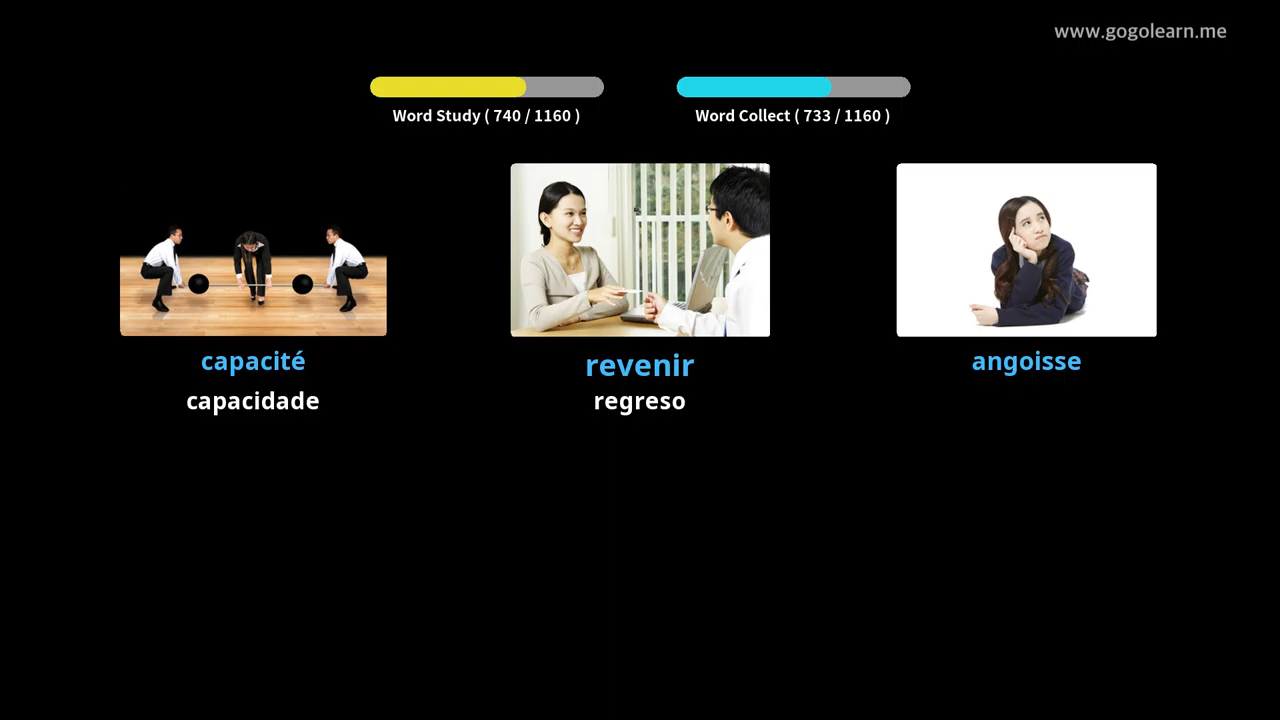 www.gogolearn.me
Word Study ( 740 / 1160 )
Word Collect ( 733 / 1160 )
capacité
capacidade
revenir
regreso
angoisse